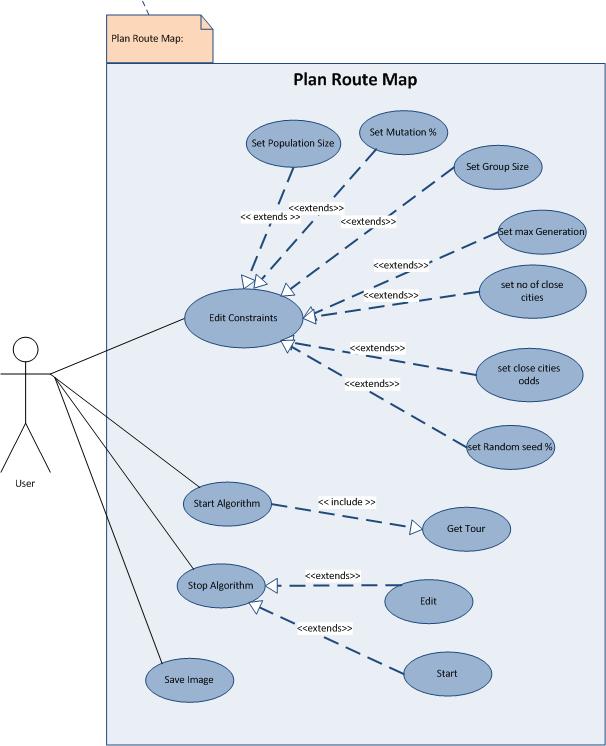 Plan Route Map:
Plan Route Map
Set Population Size
Set Mutation %
Set Group Size
<< extends >>
<<extends>>
<<extends>>
Set max Generation
<<extends>>
set no of close
cities
<<extends>>
Edit Constraints
<<extends>>
set close cities
odds
<<extends>>
set Random seed %
User
Start Algorithm
<< include >>
Get Tour
Stop Algorithm
<<extends>>
Edit
<<extends>>
Start
Save Image